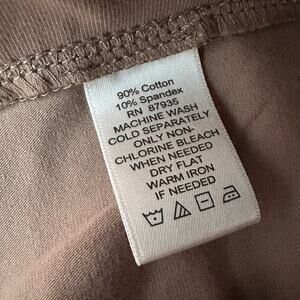 90% Cotton
10% Spandex
RN 87935
MACHINE WASH
COLD SEPARATELY
ONLY NON-
CHLORINE BLEACH
WHEN NEEDED
DRY FLAT
WARM IRON
IF NEEDED